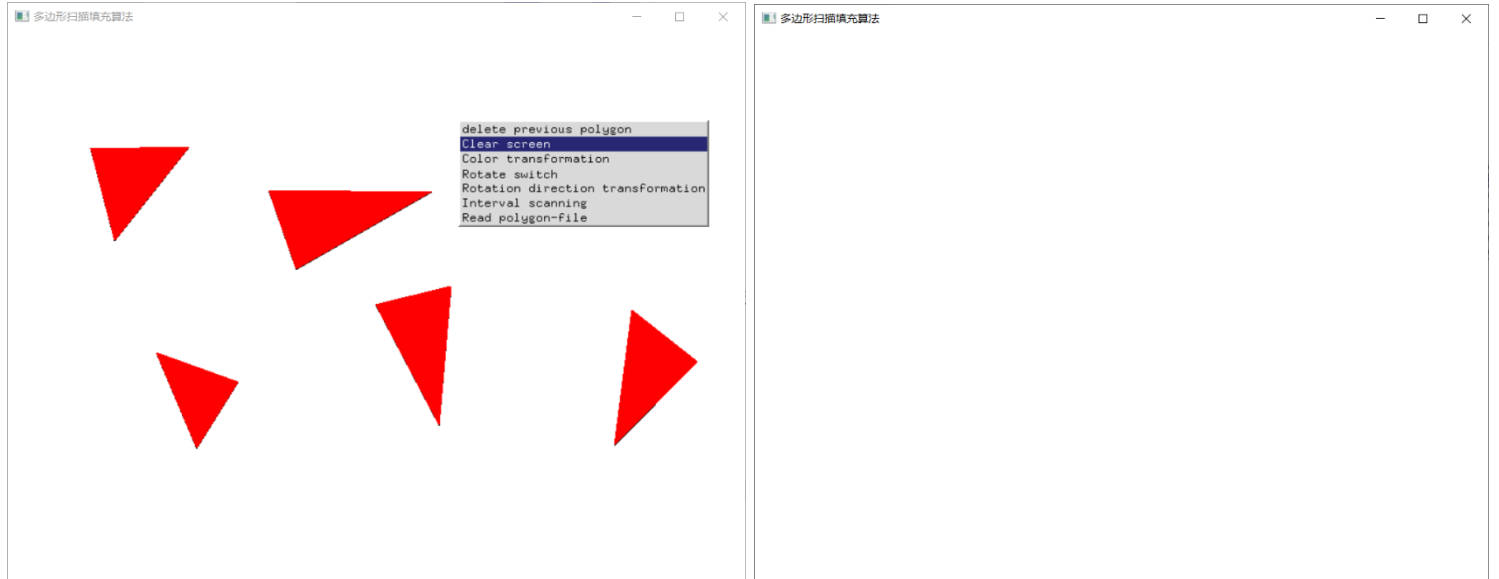 多边形扫描填充算法
delete previous polygon
Clear screen
Color transformation
Rotate switch
Rotation direction transformation
Interval scanning
Read polygon-file
多边形扫描填充算法